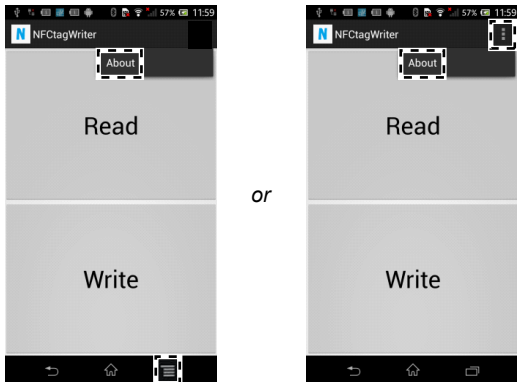 57% 11:59
NFCtagWriter
About
Read
Write
or
57% 11:59
NFCtagWriter
About
Read
Write